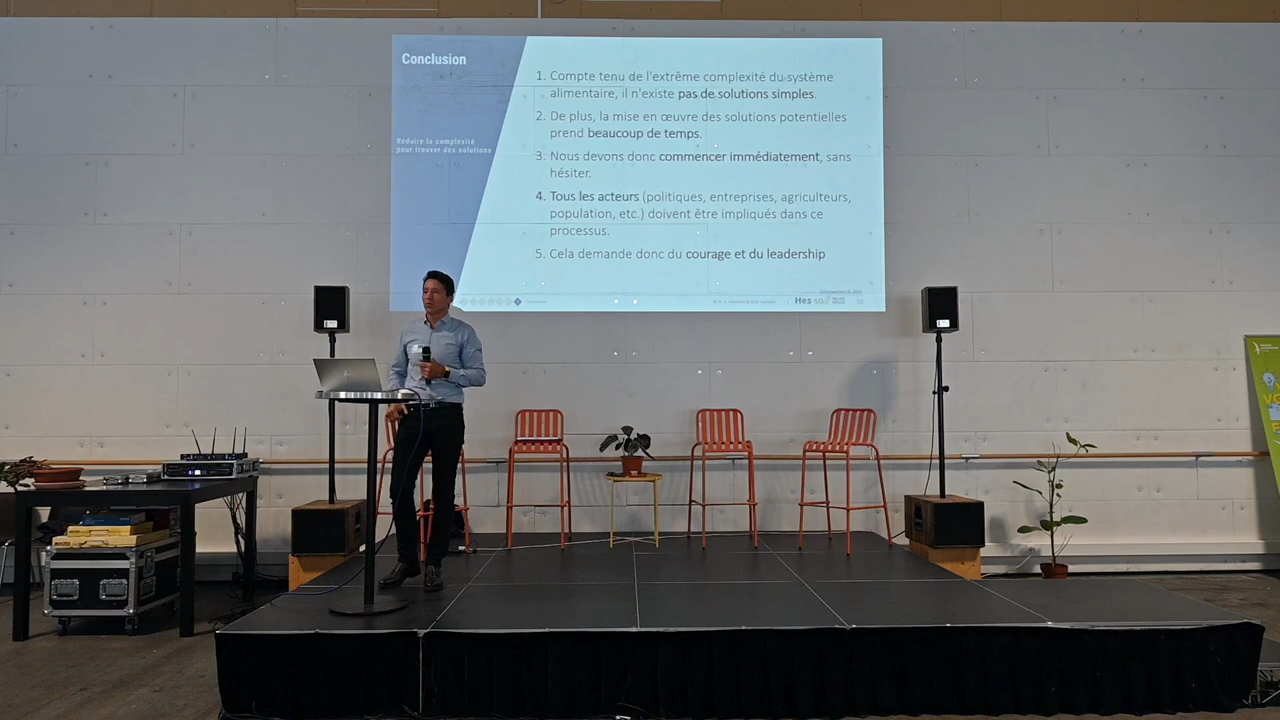 Conclusion
Réduire la complexité
pour trouver des solutions
1. Compte tenu de l'extrême complexité du système
alimentaire, il n'existe pas de solutions simples.
2. De plus, la mise en œuvre des solutions potentielles
prend beaucoup de temps.
3. Nous devons donc commencer immédiatement, sans
hésiter.
4. Tous les acteurs (politiques, entreprises, agriculteurs,
population, etc.) doivent être impliqués dans ce
processus.
5. Cela demande donc du courage et du leadership
Hes·so